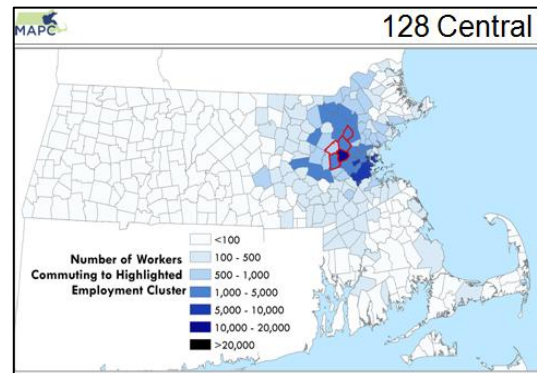 MAPC
128 Central
Number of Workers
Commuting to Highlighted
Employment Cluster
<100
100 - 500
500 - 1,000
1,000 - 5,000
5,000 - 10,000
10,000 - 20,000
>20,000